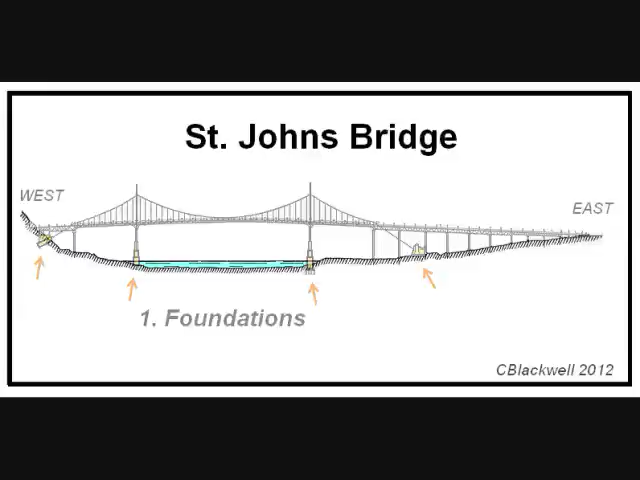 St. Johns Bridge
WEST
EAST
1. Foundations
CBlackwell 2012